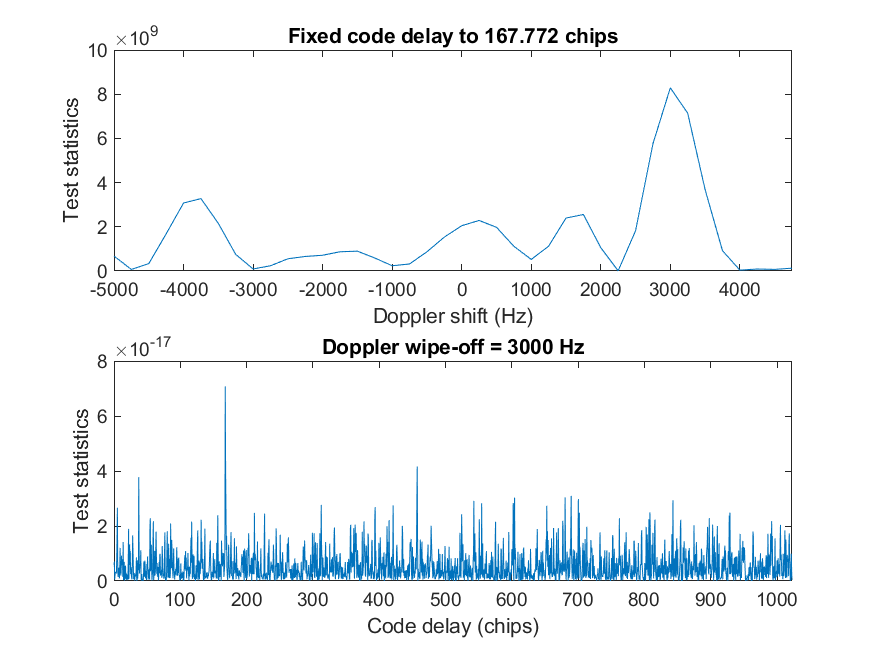 ×10^9
Fixed code delay to 167.772 chips
10
8
6
4
2
0
Test statistics
-5000 -4000 -3000 -2000 -1000 0 1000 2000 3000 4000
Doppler shift (Hz)
×10^-17
Doppler wipe-off = 3000 Hz
8
6
4
2
0
Test statistics
0 100 200 300 400 500 600 700 800 900 1000
Code delay (chips)